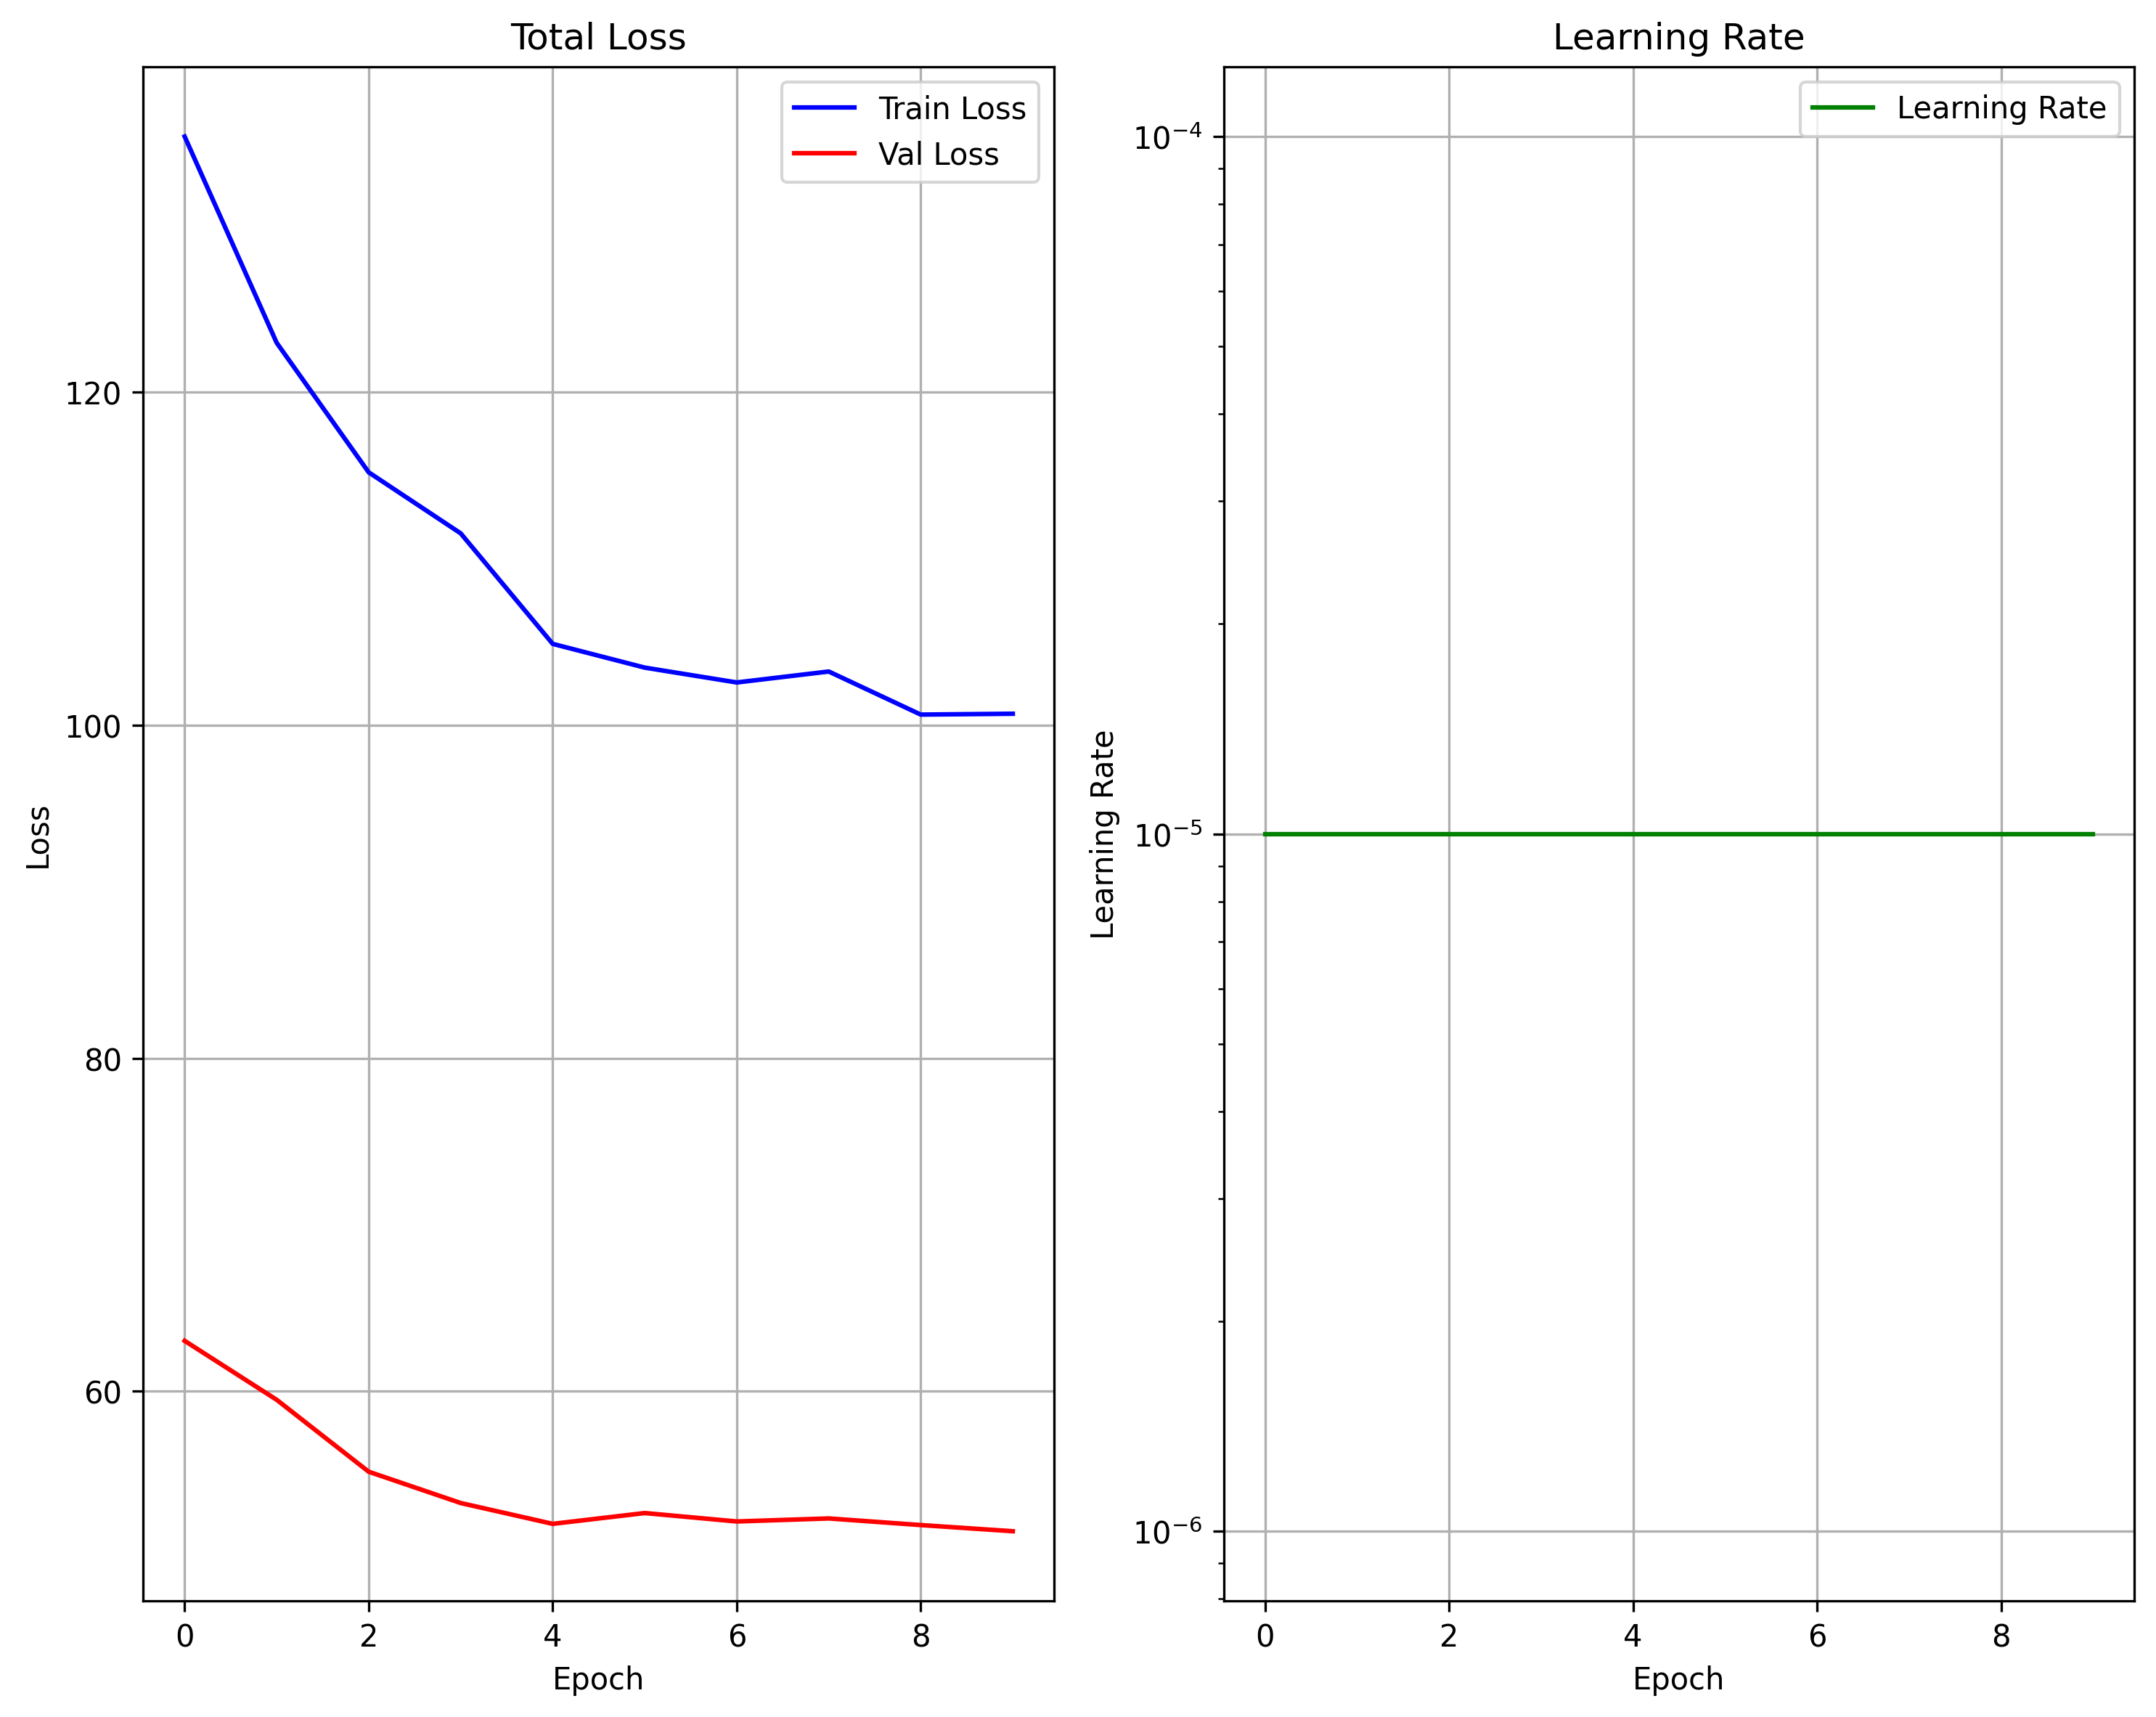 Total Loss
Train Loss
Val Loss
120
100
80
60
Loss
0 2 4 6 8
Epoch
Learning Rate
Learning Rate
10⁻⁴
10⁻⁵
10⁻⁶
Learning Rate
0 2 4 6 8
Epoch